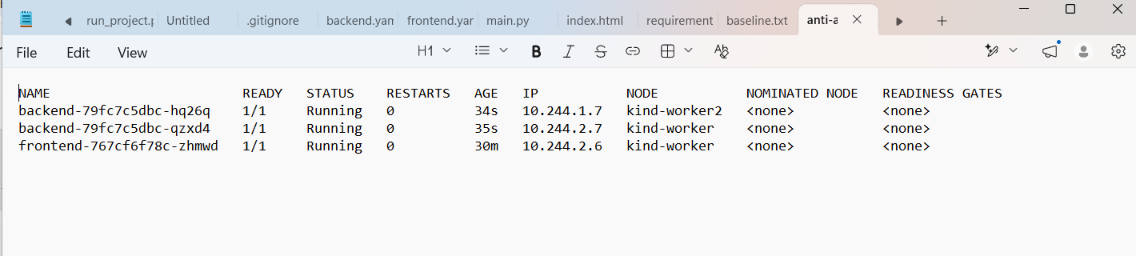 run_project.p Untitled .gitignore backend.yan frontend.yar main.py index.html requirement baseline.txt anti-a
File Edit View H1 B I S
NAME READY STATUS RESTARTS AGE IP NODE NOMINATED NODE READINESS GATES
backend-79fc7c5dbc-hq26q 1/1 Running 0 34s 10.244.1.7 kind-worker2 <none> <none>
backend-79fc7c5dbc-qzxd4 1/1 Running 0 35s 10.244.2.7 kind-worker <none> <none>
frontend-767cf6f78c-zhmwd 1/1 Running 0 30m 10.244.2.6 kind-worker <none> <none>